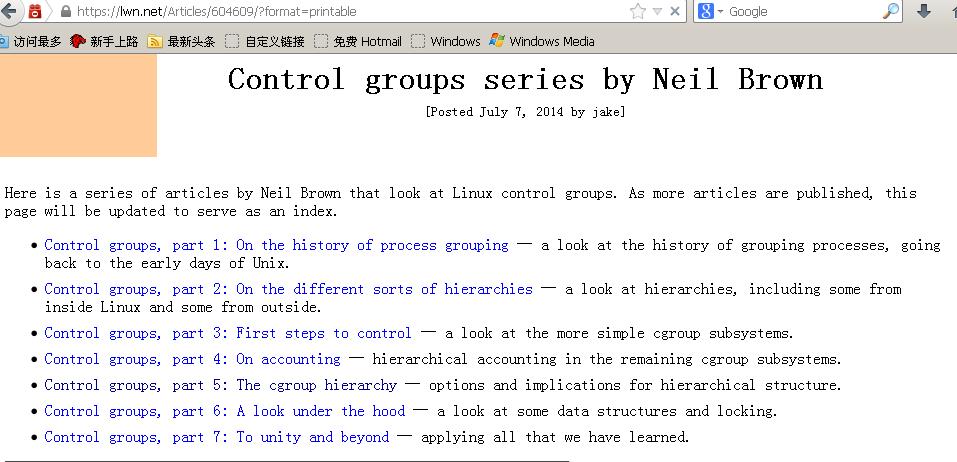 https://lwn.net/Articles/604609/?format=printable
Google
访问最多 新手上路 最新头条 自定义链接 免费 Hotmail Windows Windows Media
Control groups series by Neil Brown
[Posted July 7, 2014 by jake]
Here is a series of articles by Neil Brown that look at Linux control groups. As more articles are published, this
page will be updated to serve as an index.
Control groups, part 1: On the history of process grouping — a look at the history of grouping processes, going
back to the early days of Unix.
Control groups, part 2: On the different sorts of hierarchies — a look at hierarchies, including some from
inside Linux and some from outside.
Control groups, part 3: First steps to control — a look at the more simple cgroup subsystems.
Control groups, part 4: On accounting — hierarchical accounting in the remaining cgroup subsystems.
Control groups, part 5: The cgroup hierarchy — options and implications for hierarchical structure.
Control groups, part 6: A look under the hood — a look at some data structures and locking.
Control groups, part 7: To unity and beyond — applying all that we have learned.